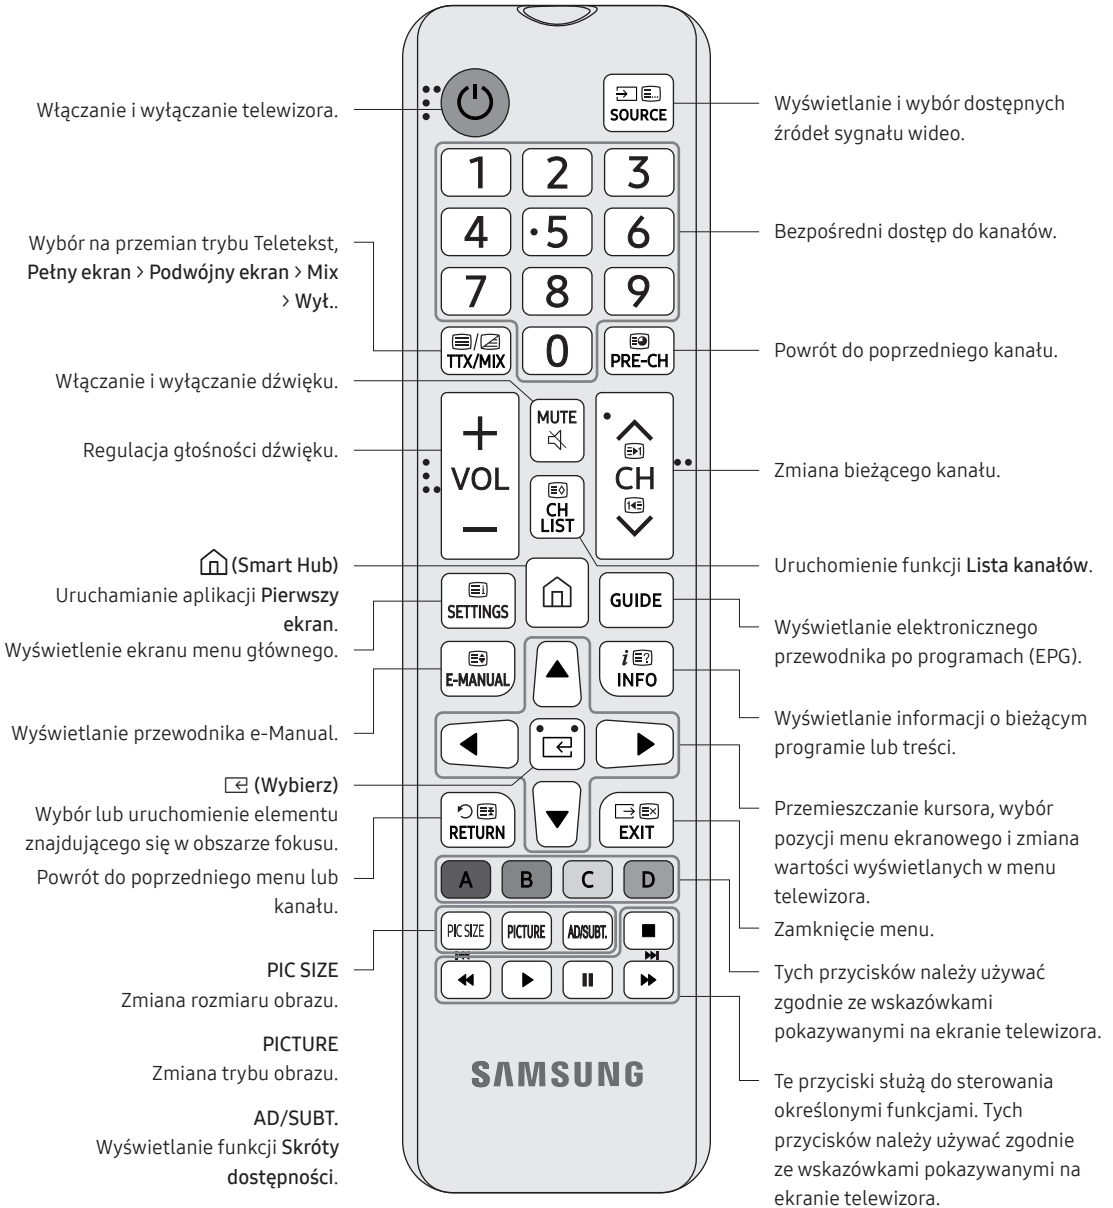 Włączanie i wyłączanie telewizora.
Wybór na przemian trybu Teletekst,
Pełny ekran > Podwójny ekran > Mix
> Wył..
Włączanie i wyłączanie dźwięku.
Regulacja głośności dźwięku.
(Smart Hub)
Uruchamianie aplikacji Pierwszy
ekran.
Wyświetlenie ekranu menu głównego.
Wyświetlanie przewodnika e-Manual.
(Wybierz)
Wybór lub uruchomienie elementu
znajdującego się w obszarze fokusu.
Powrót do poprzedniego menu lub
kanału.
PIC SIZE
Zmiana rozmiaru obrazu.
PICTURE
Zmiana trybu obrazu.
AD/SUBT.
Wyświetlanie funkcji Skróty
dostępności.
SOURCE
1 2 3
4 5 6
7 8 9
TTX/MIX 0 PRE-CH
MUTE
+
VOL
−
CH
CH
LIST
SETTINGS
GUIDE
E-MANUAL
i
INFO
RETURN
EXIT
A B C D
PIC SIZE PICTURE AD/SUBT.
SAMSUNG
Wyświetlanie i wybór dostępnych
źródeł sygnału wideo.
Bezpośredni dostęp do kanałów.
Powrót do poprzedniego kanału.
Zmiana bieżącego kanału.
Uruchomienie funkcji Lista kanałów.
Wyświetlanie elektronicznego
przewodnika po programach (EPG).
Wyświetlanie informacji o bieżącym
programie lub treści.
Przemieszczanie kursora, wybór
pozycji menu ekranowego i zmiana
wartości wyświetlanych w menu
telewizora.
Zamknięcie menu.
Tych przycisków należy używać
zgodnie ze wskazówkami
pokazywanymi na ekranie telewizora.
Te przyciski służą do sterowania
określonymi funkcjami. Tych
przycisków należy używać zgodnie
ze wskazówkami pokazywanymi na
ekranie telewizora.